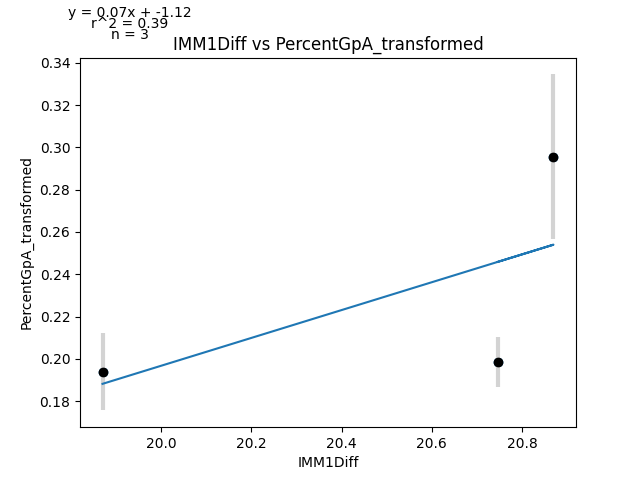 y = 0.07x + -1.12
r^2 = 0.39
n = 3
IMM1Diff vs PercentGpA_transformed
0.34
0.32
0.30
0.28
0.26
0.24
0.22
0.20
0.18
PercentGpA_transformed
20.0
20.2
20.4
20.6
20.8
IMM1Diff